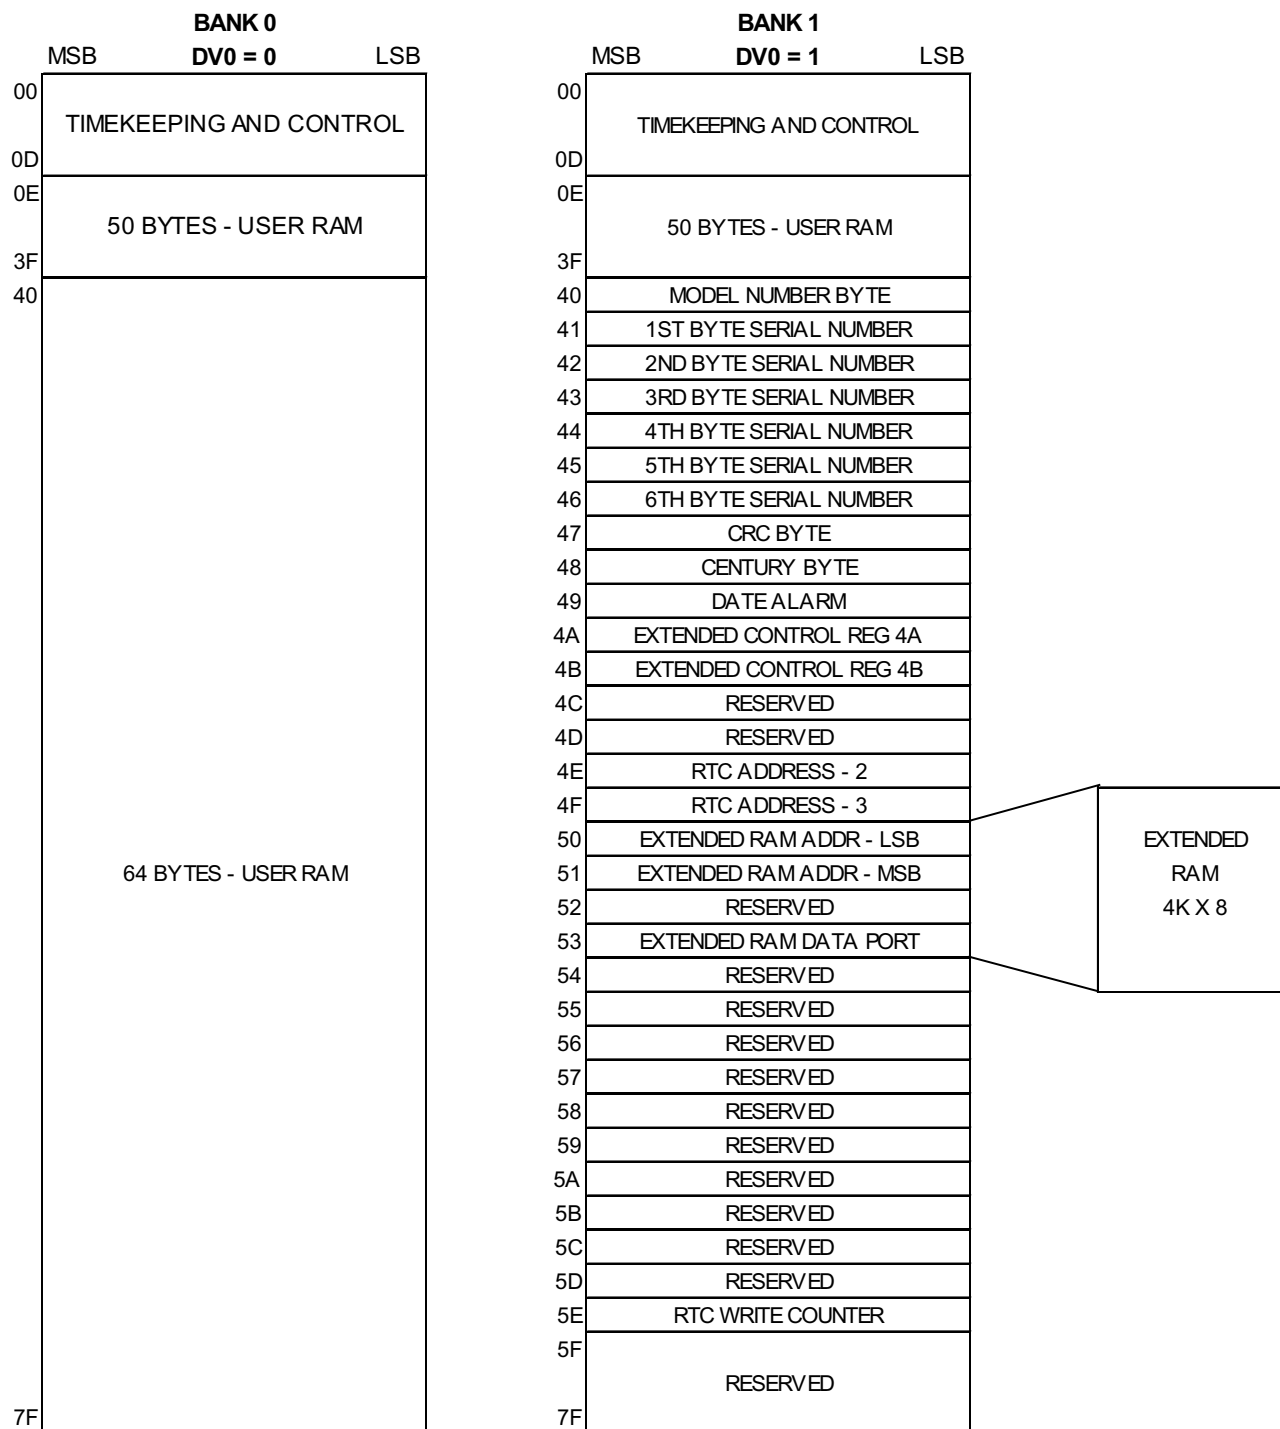 BANK 0
MSB DV0 = 0 LSB
00
TIMEKEEPING AND CONTROL
0D
0E
50 BYTES - USER RAM
3F
40
64 BYTES - USER RAM
7F
BANK 1
MSB DV0 = 1 LSB
00
TIMEKEEPING AND CONTROL
0D
0E
50 BYTES - USER RAM
3F
40 MODEL NUMBER BYTE
41 1ST BYTE SERIAL NUMBER
42 2ND BYTE SERIAL NUMBER
43 3RD BYTE SERIAL NUMBER
44 4TH BYTE SERIAL NUMBER
45 5TH BYTE SERIAL NUMBER
46 6TH BYTE SERIAL NUMBER
47 CRC BYTE
48 CENTURY BYTE
49 DATE ALARM
4A EXTENDED CONTROL REG 4A
4B EXTENDED CONTROL REG 4B
4C RESERVED
4D RESERVED
4E RTC ADDRESS - 2
4F RTC ADDRESS - 3
50 EXTENDED RAM ADDR - LSB
51 EXTENDED RAM ADDR - MSB
52 RESERVED
53 EXTENDED RAM DATA PORT
54 RESERVED
55 RESERVED
56 RESERVED
57 RESERVED
58 RESERVED
59 RESERVED
5A RESERVED
5B RESERVED
5C RESERVED
5D RESERVED
5E RTC WRITE COUNTER
5F
RESERVED
7F
EXTENDED
RAM
4K X 8